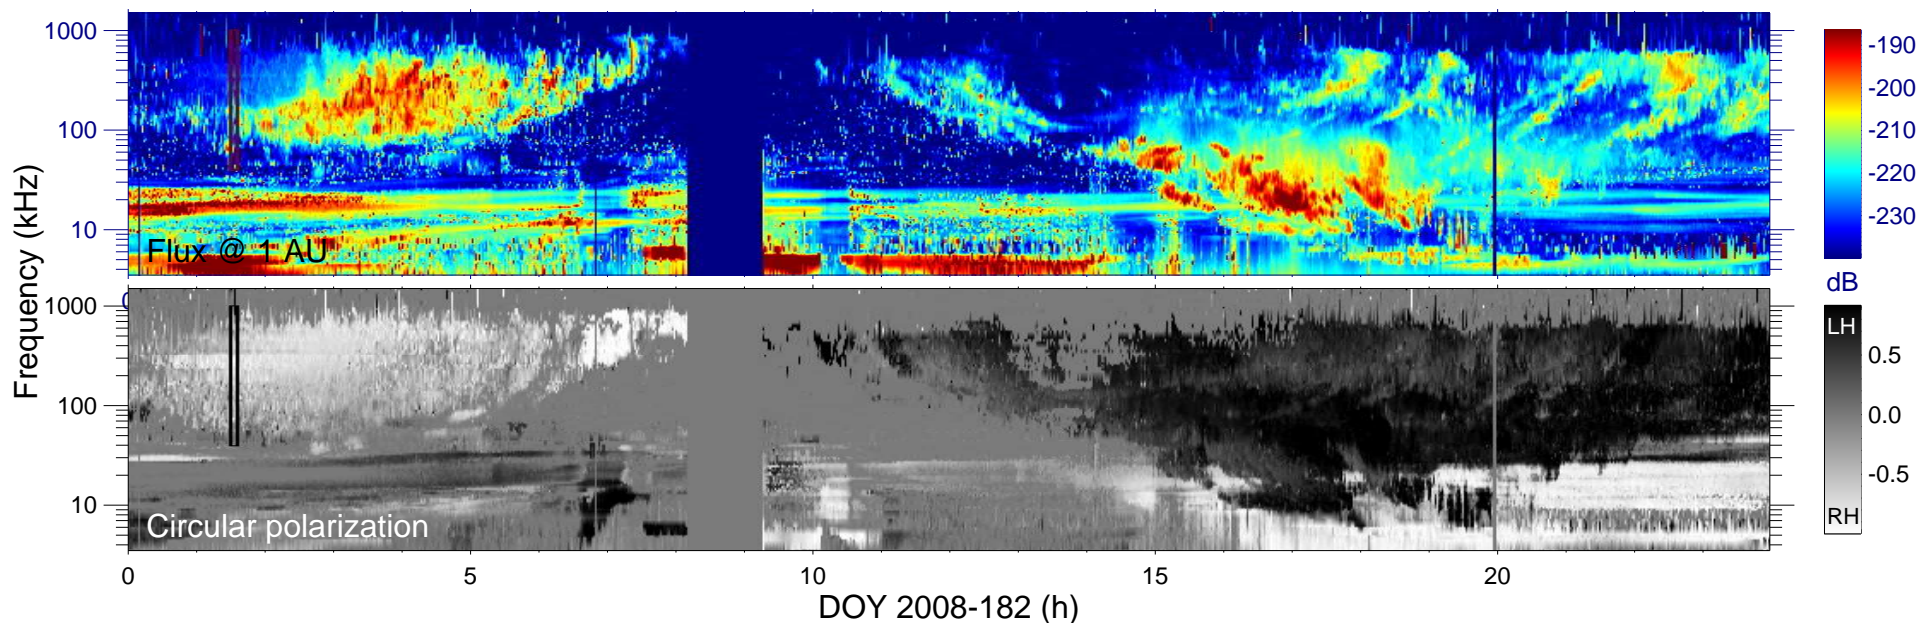 1000
100
10
Flux @ 1 AU
-190
-200
-210
-220
-230
dB
0
Frequency (kHz)
1000
100
10
Circular polarization
LH
0.5
0.0
-0.5
RH
0 5 10 15 20
DOY 2008-182 (h)